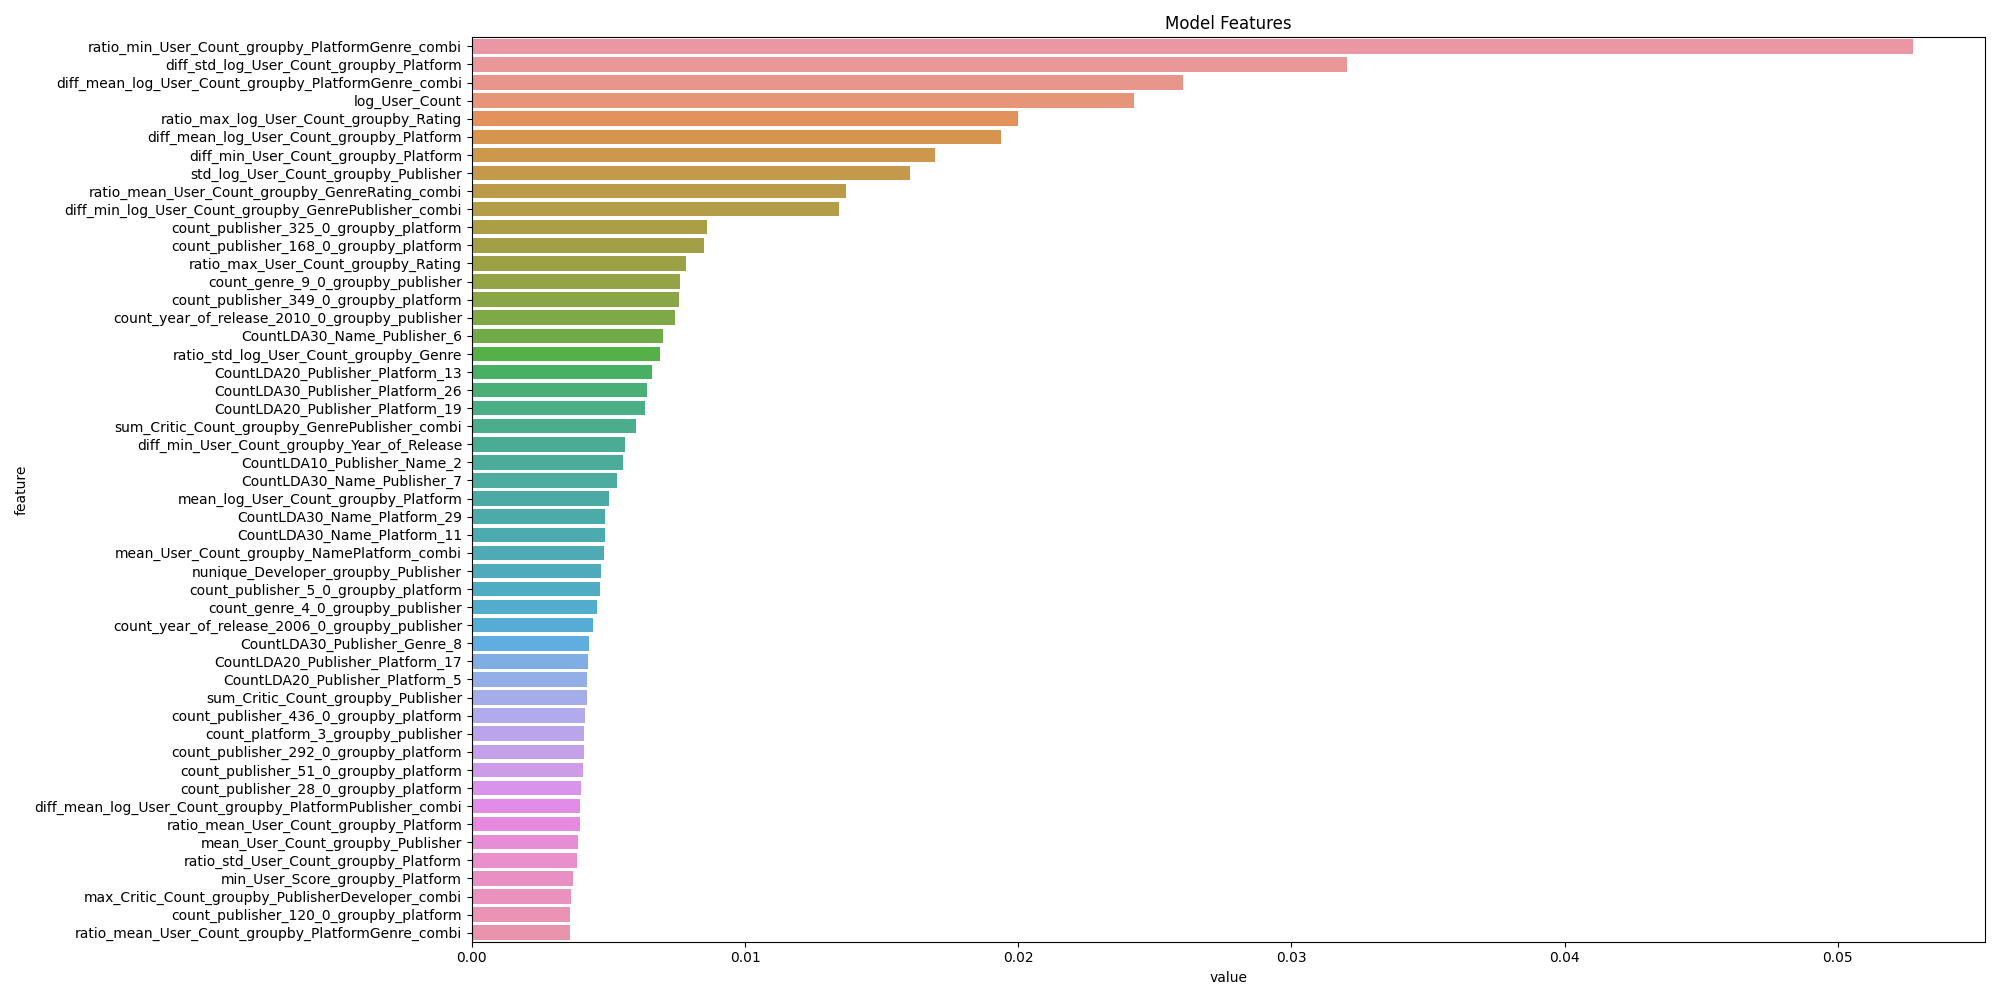 Model Features
feature
ratio_min_User_Count_groupby_PlatformGenre_combi
diff_std_log_User_Count_groupby_Platform
diff_mean_log_User_Count_groupby_PlatformGenre_combi
log_User_Count
ratio_max_log_User_Count_groupby_Rating
diff_mean_log_User_Count_groupby_Platform
diff_min_User_Count_groupby_Platform
std_log_User_Count_groupby_Publisher
ratio_mean_User_Count_groupby_GenreRating_combi
diff_min_log_User_Count_groupby_GenrePublisher_combi
count_publisher_325_0_groupby_platform
count_publisher_168_0_groupby_platform
ratio_max_User_Count_groupby_Rating
count_genre_9_0_groupby_publisher
count_publisher_349_0_groupby_platform
count_year_of_release_2010_0_groupby_publisher
CountLDA30_Name_Publisher_6
ratio_std_log_User_Count_groupby_Genre
CountLDA20_Publisher_Platform_13
CountLDA30_Publisher_Platform_26
CountLDA20_Publisher_Platform_19
sum_Critic_Count_groupby_GenrePublisher_combi
diff_min_User_Count_groupby_Year_of_Release
CountLDA10_Publisher_Name_2
CountLDA30_Name_Publisher_7
mean_log_User_Count_groupby_Platform
CountLDA30_Name_Platform_29
CountLDA30_Name_Platform_11
mean_User_Count_groupby_NamePlatform_combi
nunique_Developer_groupby_Publisher
count_publisher_5_0_groupby_platform
count_genre_4_0_groupby_publisher
count_year_of_release_2006_0_groupby_publisher
CountLDA30_Publisher_Genre_8
CountLDA20_Publisher_Platform_17
CountLDA20_Publisher_Platform_5
sum_Critic_Count_groupby_Publisher
count_publisher_436_0_groupby_platform
count_platform_3_groupby_publisher
count_publisher_292_0_groupby_platform
count_publisher_51_0_groupby_platform
count_publisher_28_0_groupby_platform
diff_mean_log_User_Count_groupby_PlatformPublisher_combi
ratio_mean_User_Count_groupby_Platform
mean_User_Count_groupby_Publisher
ratio_std_User_Count_groupby_Platform
min_User_Score_groupby_Platform
max_Critic_Count_groupby_PublisherDeveloper_combi
count_publisher_120_0_groupby_platform
ratio_mean_User_Count_groupby_PlatformGenre_combi
0.00 0.01 0.02 0.03 0.04 0.05
value